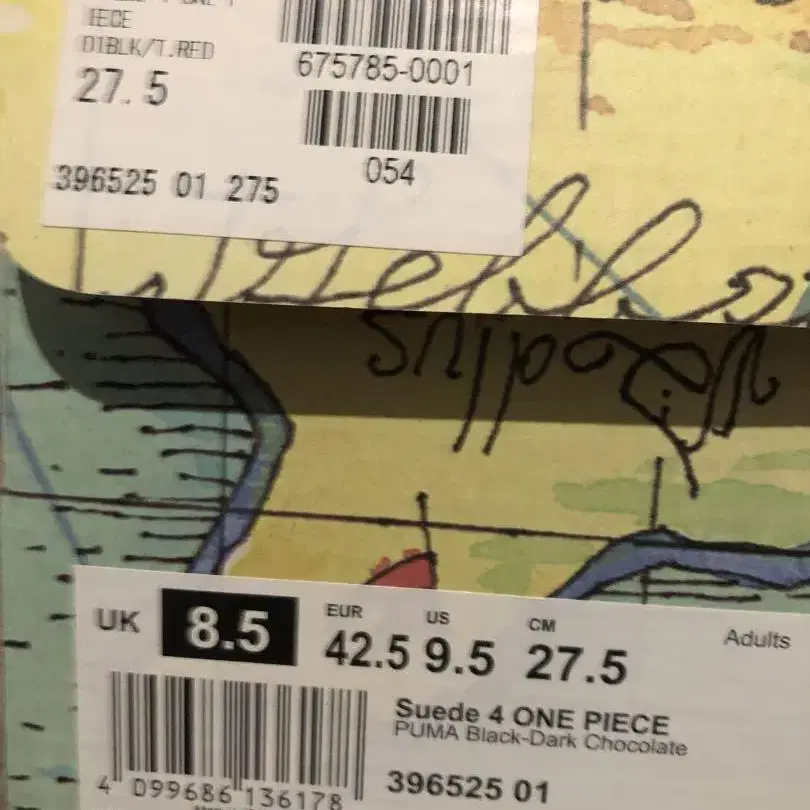 IECE
01BLK/T.RED
27.5
675785-0001
054
396525 01 275
UK 8.5 EUR 42.5 US 9.5 CM 27.5 Adults
Suede 4 ONE PIECE
PUMA Black-Dark Chocolate
396525 01
4 099686 136178